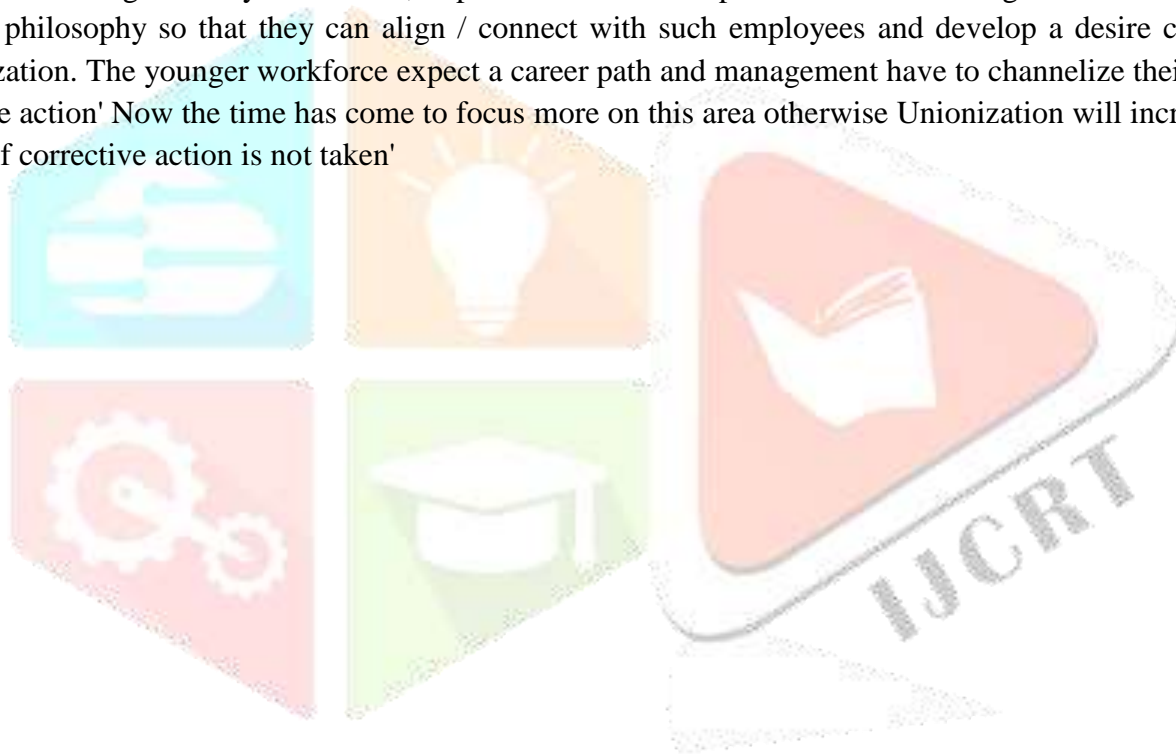 philosophy so that they can align / connect with such employees and develop a desire
zation. The younger workforce expect a career path and management have to channelize
e action' Now the time has come to focus more on this area otherwise Unionization will
f corrective action is not taken'
IJCRT